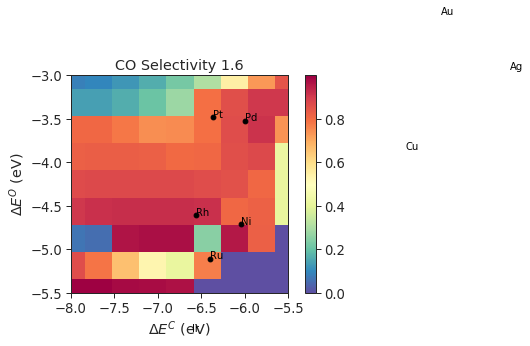 Au
CO Selectivity 1.6
Ag
−3.0
−3.5
−4.0
−4.5
−5.0
−5.5
ΔE^O (eV)
Pt
Pd
Rh
Ni
Ru
0.8
0.6
0.4
0.2
0.0
Cu
−8.0 −7.5 −7.0 −6.5 −6.0 −5.5
ΔE^C (eV)